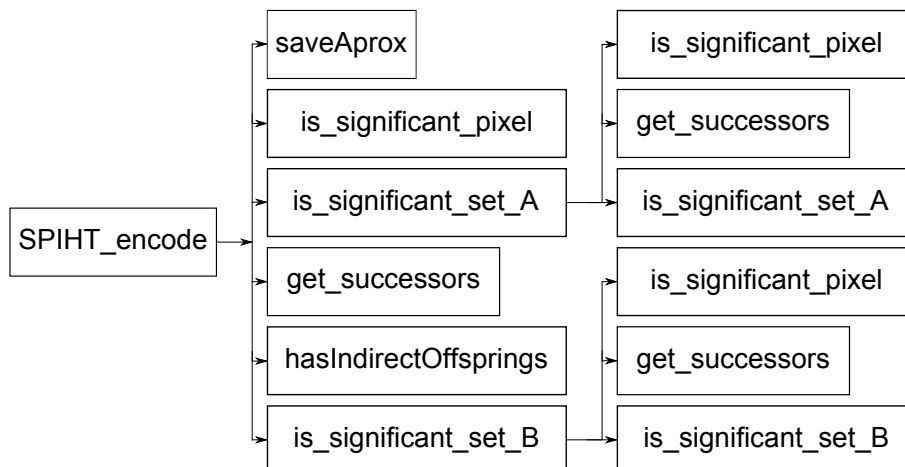 saveAprox
is_significant_pixel
is_significant_pixel
get_successors
is_significant_set_A
is_significant_set_A
SPIHT_encode
get_successors
is_significant_pixel
hasIndirectOffsprings
get_successors
is_significant_set_B
is_significant_set_B